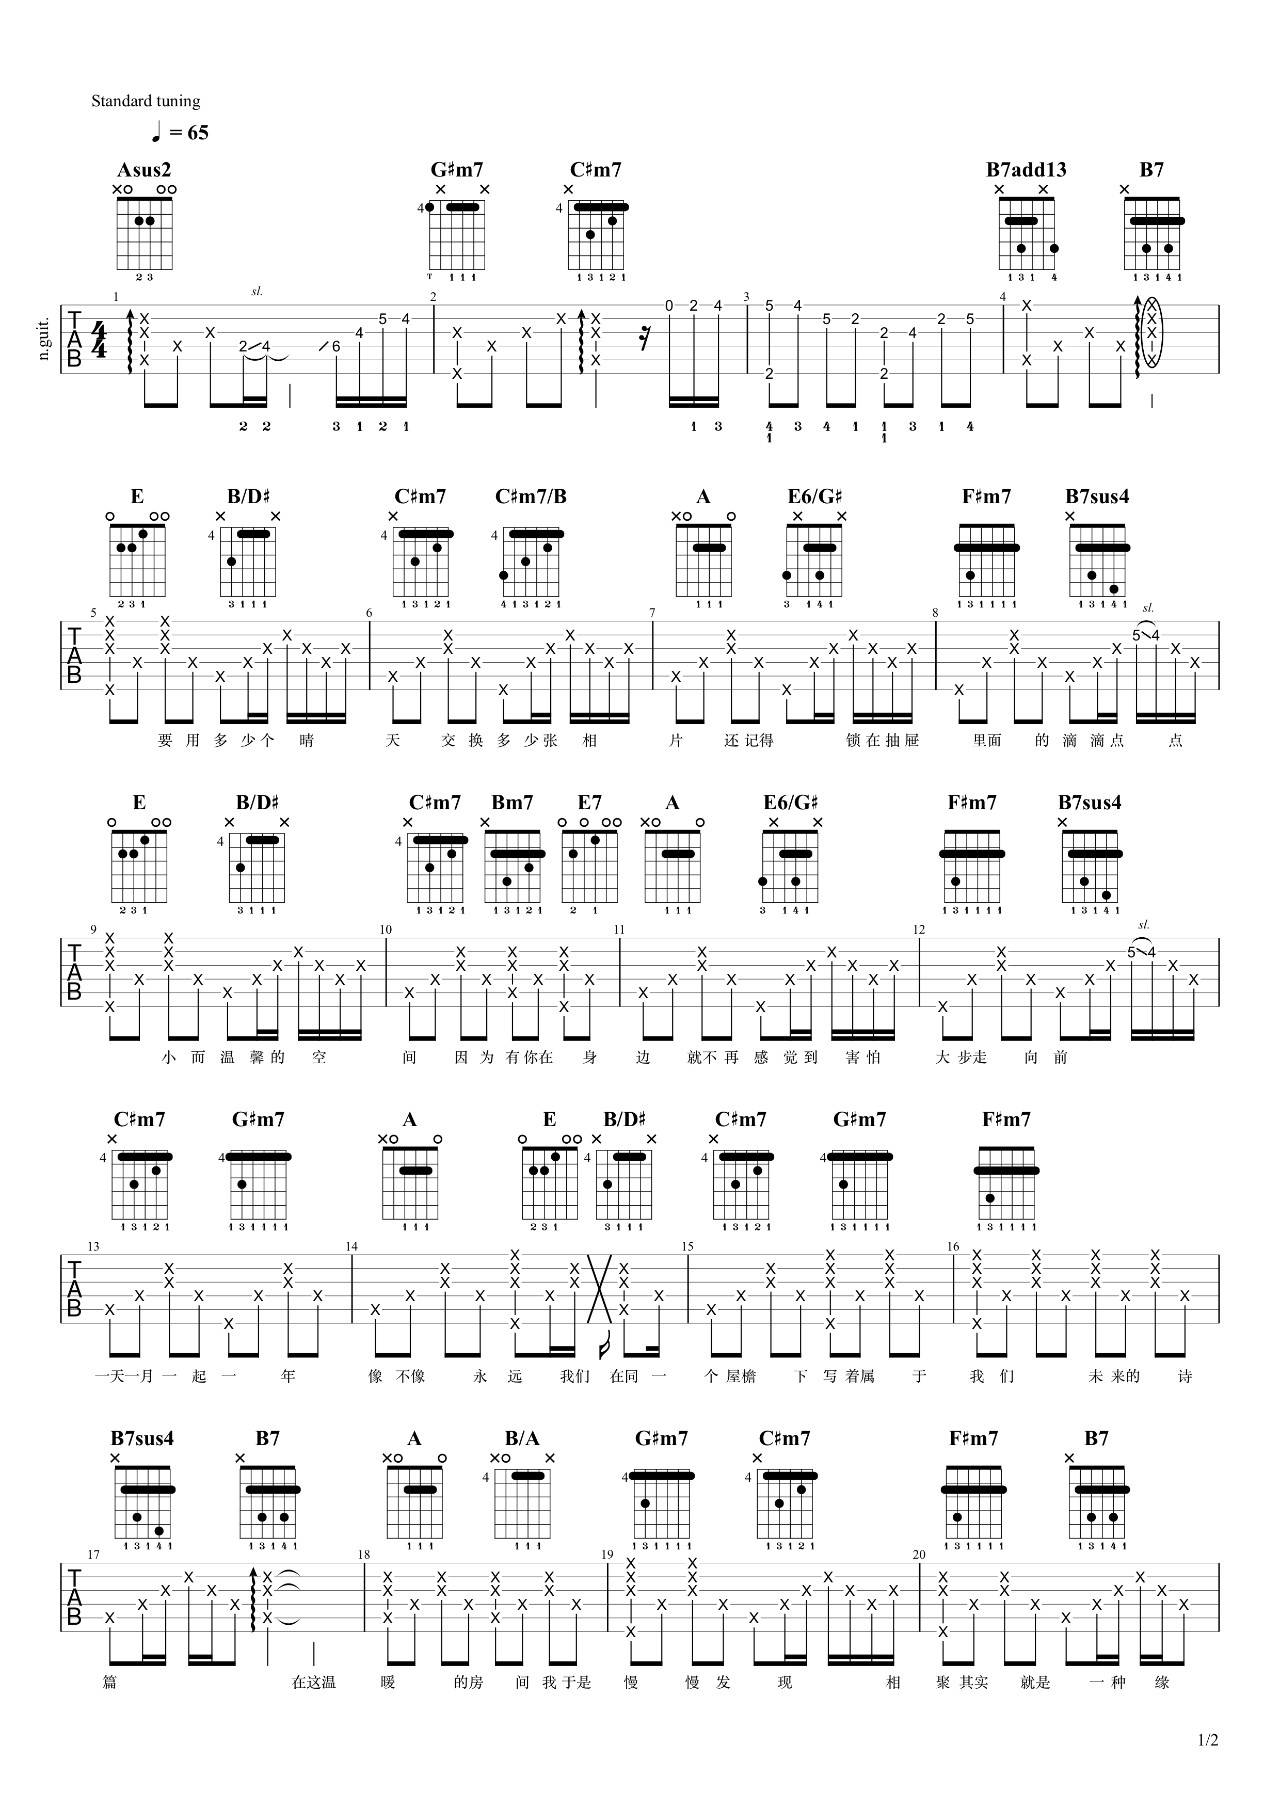 Standard tuning
= 65
Asus2 G♯m7 C♯m7 B7add13 B7
E B/D♯ C♯m7 C♯m7/B A E6/G♯ F♯m7 B7sus4
要用多少个晴天交换多少张相片还记得锁在抽屉里面的滴滴点点
E B/D♯ C♯m7 Bm7 E7 A E6/G♯ F♯m7 B7sus4
小而温馨的空间因为有你在身边就不再感觉到害怕大步走向前
C♯m7 G♯m7 A E B/D♯ C♯m7 G♯m7 F♯m7
一天一月一起一年像不像永远我们在同一个屋檐下写着属于我们未来的诗
B7sus4 B7 A B/A G♯m7 C♯m7 F♯m7 B7
篇在这温暖的房间我于是慢慢发现相聚其实就是一种缘
1/2